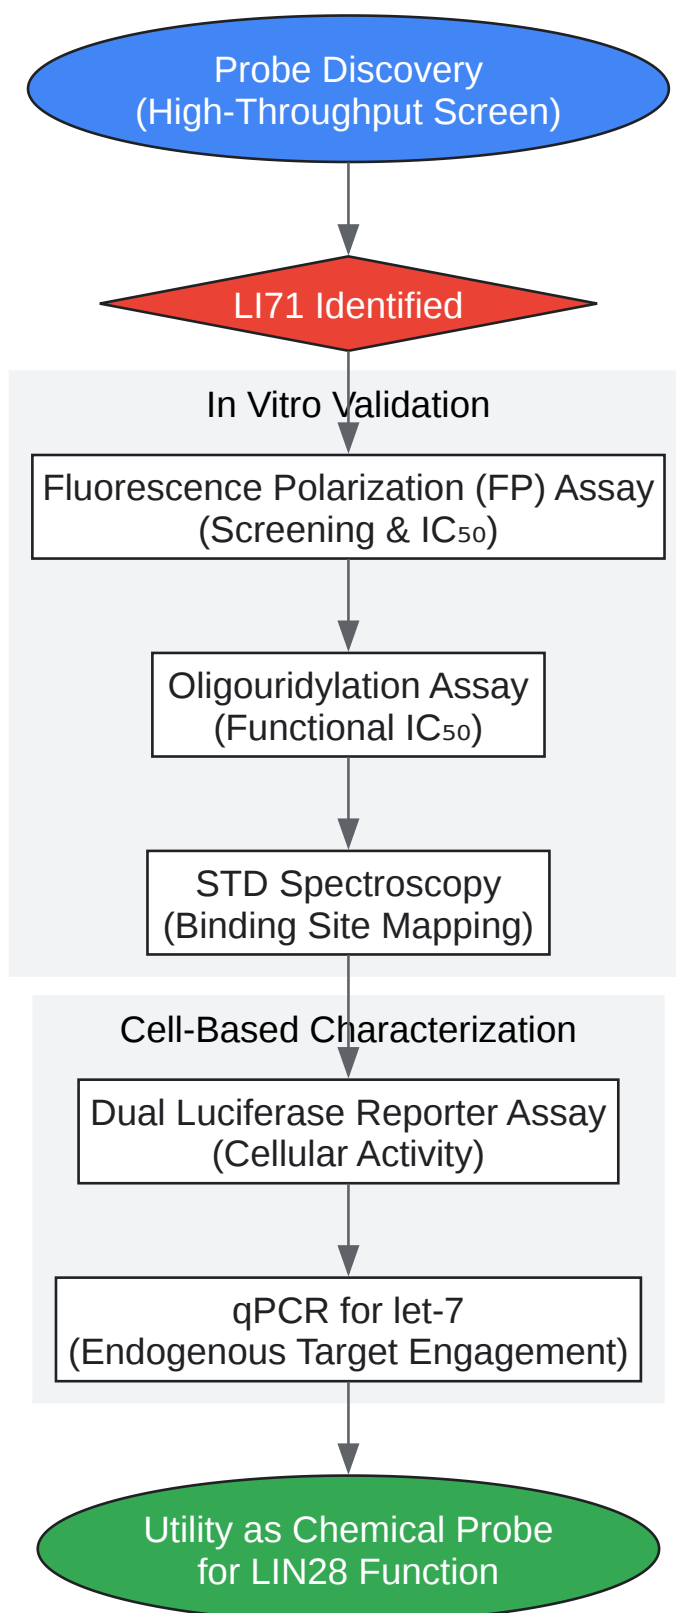 Probe Discovery
(High-Throughput Screen)
LI71 Identified
In Vitro Validation
Fluorescence Polarization (FP) Assay
(Screening & IC₅₀)
Oligouridylation Assay
(Functional IC₅₀)
STD Spectroscopy
(Binding Site Mapping)
Cell-Based Characterization
Dual Luciferase Reporter Assay
(Cellular Activity)
qPCR for let-7
(Endogenous Target Engagement)
Utility as Chemical Probe
for LIN28 Function